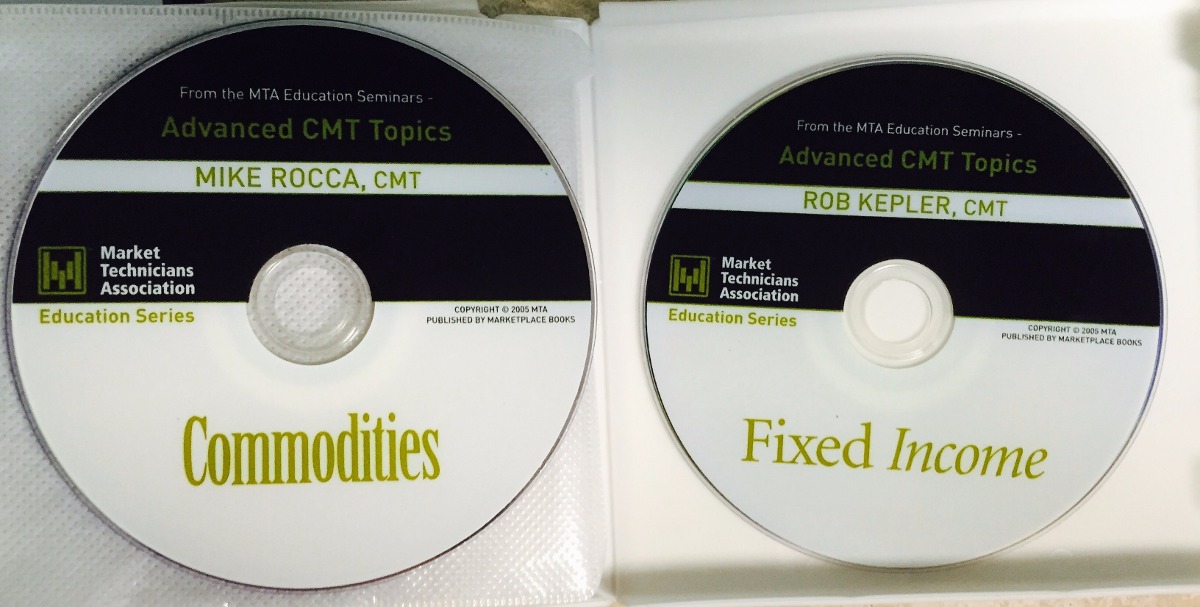 From the MTA Education Seminars -
Advanced CMT Topics
MIKE ROCCA, CMT
Market
Technicians
Association
Education Series
COPYRIGHT © 2005 MTA
PUBLISHED BY MARKETPLACE BOOKS
Commodities
From the MTA Education Seminars -
Advanced CMT Topics
ROB KEPLER, CMT
Market
Technicians
Association
Education Series
COPYRIGHT © 2005 MTA
PUBLISHED BY MARKETPLACE BOOKS
Fixed Income